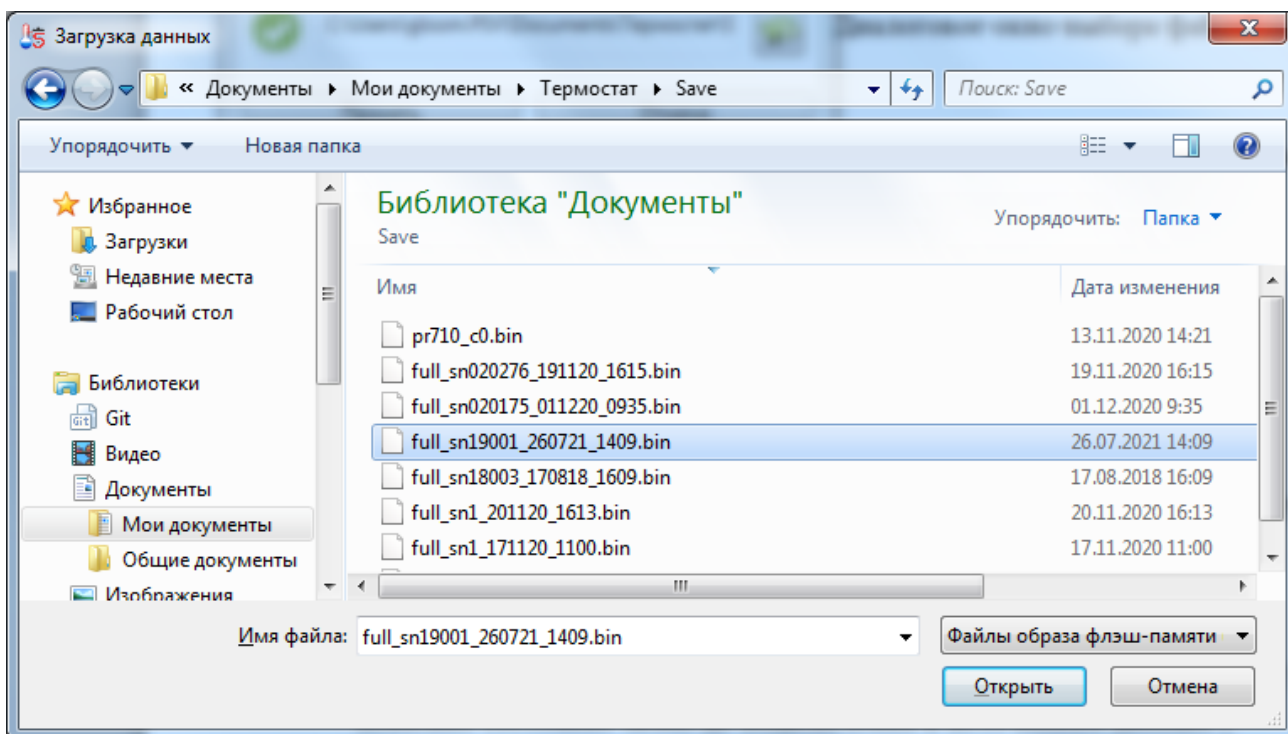 Загрузка данных
« Документы ▸ Мои документы ▸ Термостат ▸ Save
Поиск: Save
Упорядочить ▼ Новая папка
Избранное
Загрузки
Недавние места
Рабочий стол
Библиотеки
Git
Видео
Документы
Мои документы
Общие документы
Изображения
Библиотека "Документы"
Save
Упорядочить: Папка ▼
Имя Дата изменения
pr710_c0.bin 13.11.2020 14:21
full_sn020276_191120_1615.bin 19.11.2020 16:15
full_sn020175_011220_0935.bin 01.12.2020 9:35
full_sn19001_260721_1409.bin 26.07.2021 14:09
full_sn18003_170818_1609.bin 17.08.2018 16:09
full_sn1_201120_1613.bin 20.11.2020 16:13
full_sn1_171120_1100.bin 17.11.2020 11:00
Имя файла: full_sn19001_260721_1409.bin Файлы образа флэш-памяти
Открыть Отмена